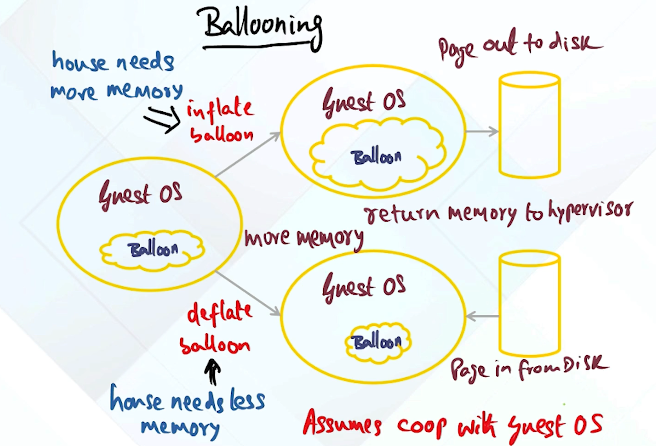 Ballooning
house needs
more memory
inflate
balloon
Guest OS
Balloon
Page out to disk
return memory to hypervisor
Guest OS
Balloon
more memory
deflate
balloon
house needs less
memory
Guest OS
Balloon
Page in from Disk
Assumes coop with guest OS